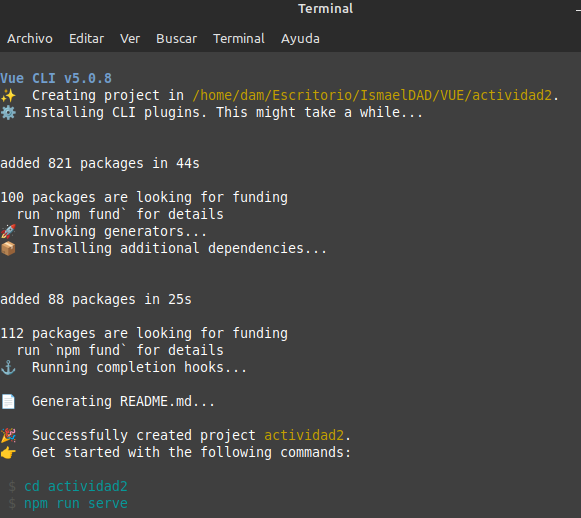 Terminal
Archivo Editar Ver Buscar Terminal Ayuda
Vue CLI v5.0.8
✨ Creating project in /home/dam/Escritorio/IsmaelDAD/VUE/actividad2.
⚙️ Installing CLI plugins. This might take a while...
added 821 packages in 44s
100 packages are looking for funding
run `npm fund` for details
🚀 Invoking generators...
📦 Installing additional dependencies...
added 88 packages in 25s
112 packages are looking for funding
run `npm fund` for details
⚓ Running completion hooks...
📄 Generating README.md...
🎉 Successfully created project actividad2.
👉 Get started with the following commands:
$ cd actividad2
$ npm run serve